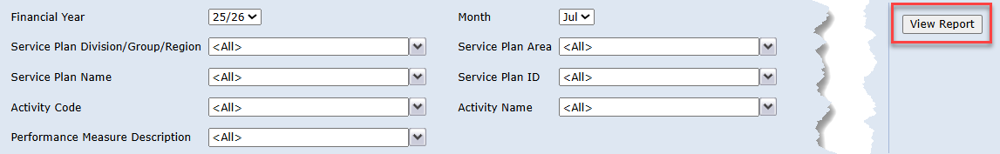 Financial Year 25/26 Month Jul View Report
Service Plan Division/Group/Region <All> Service Plan Area <All>
Service Plan Name <All> Service Plan ID <All>
Activity Code <All> Activity Name <All>
Performance Measure Description <All>